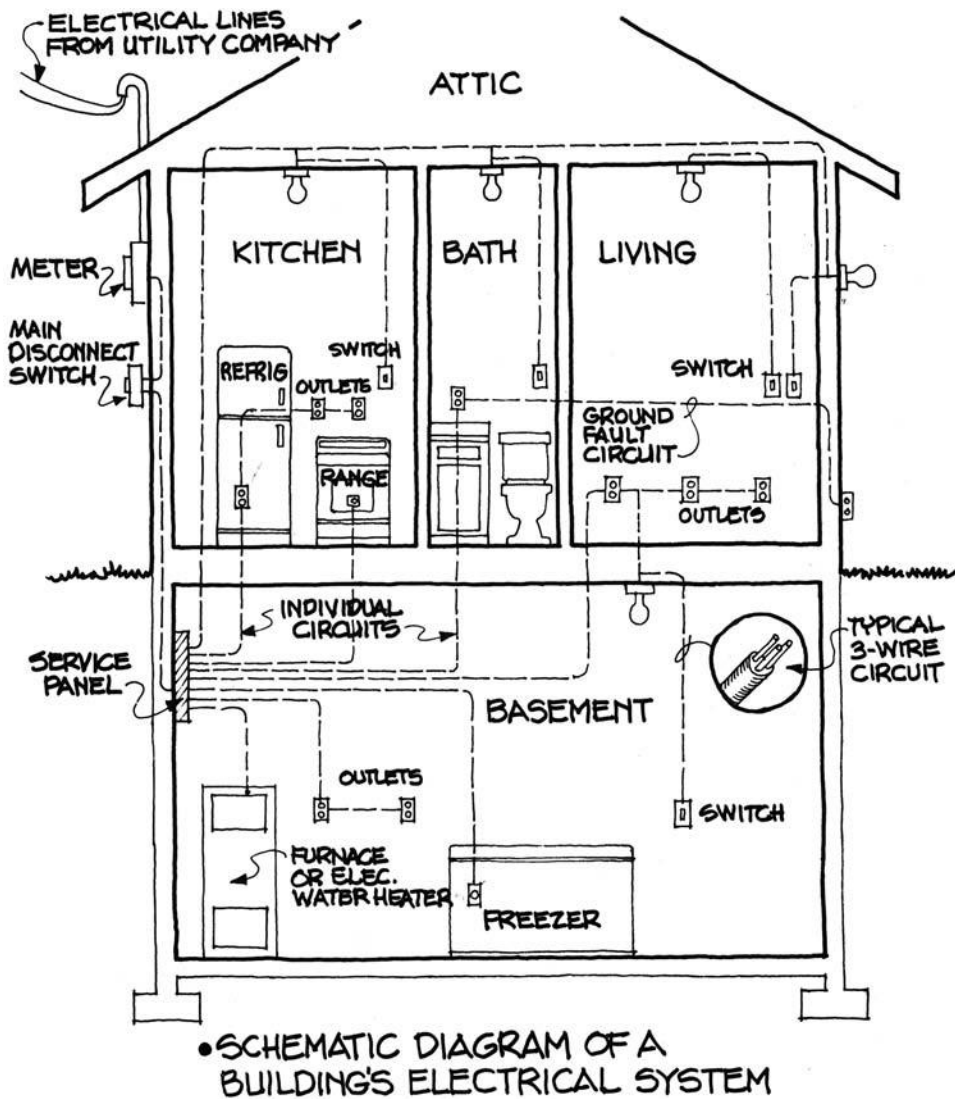 ELECTRICAL LINES
FROM UTILITY COMPANY
ATTIC
KITCHEN
BATH
LIVING
METER
MAIN
DISCONNECT
SWITCH
REFRIG
SWITCH
OUTLETS
RANGE
SWITCH
GROUND
FAULT
CIRCUIT
OUTLETS
INDIVIDUAL
CIRCUITS
SERVICE
PANEL
TYPICAL
3-WIRE
CIRCUIT
BASEMENT
OUTLETS
SWITCH
FURNACE
OR ELEC.
WATER HEATER
FREEZER
• SCHEMATIC DIAGRAM OF A
BUILDING'S ELECTRICAL SYSTEM